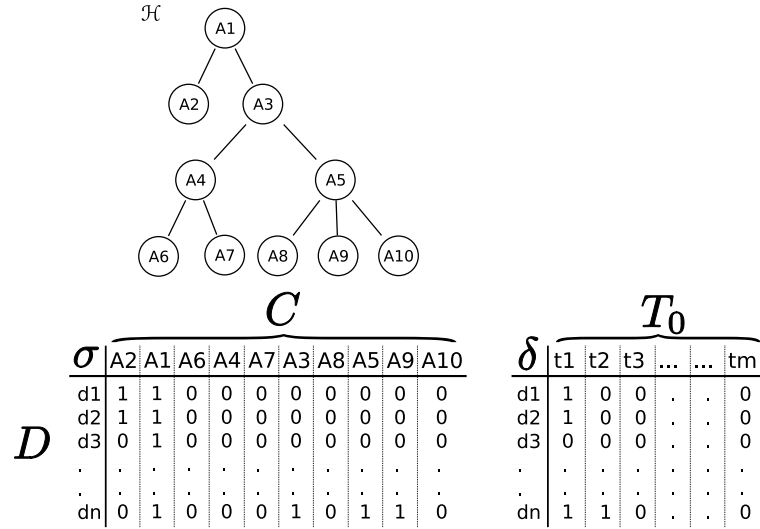 ℋ
A1
A2 A3
A4 A5
A6 A7 A8 A9 A10
C T₀
σ A2 A1 A6 A4 A7 A3 A8 A5 A9 A10 δ t1 t2 t3 ... ... tm
d1 1 1 0 0 0 0 0 0 0 0 d1 1 0 0 . . 0
d2 1 1 0 0 0 0 0 0 0 0 d2 1 0 0 . . 0
D d3 0 1 0 0 0 0 0 0 0 0 d3 0 0 0 . . 0
. . . . . . . . . . . . . . . . . .
. . . . . . . . . . . . . . . . . .
dn 0 1 0 0 0 1 0 1 1 0 dn 1 1 0 . . 0